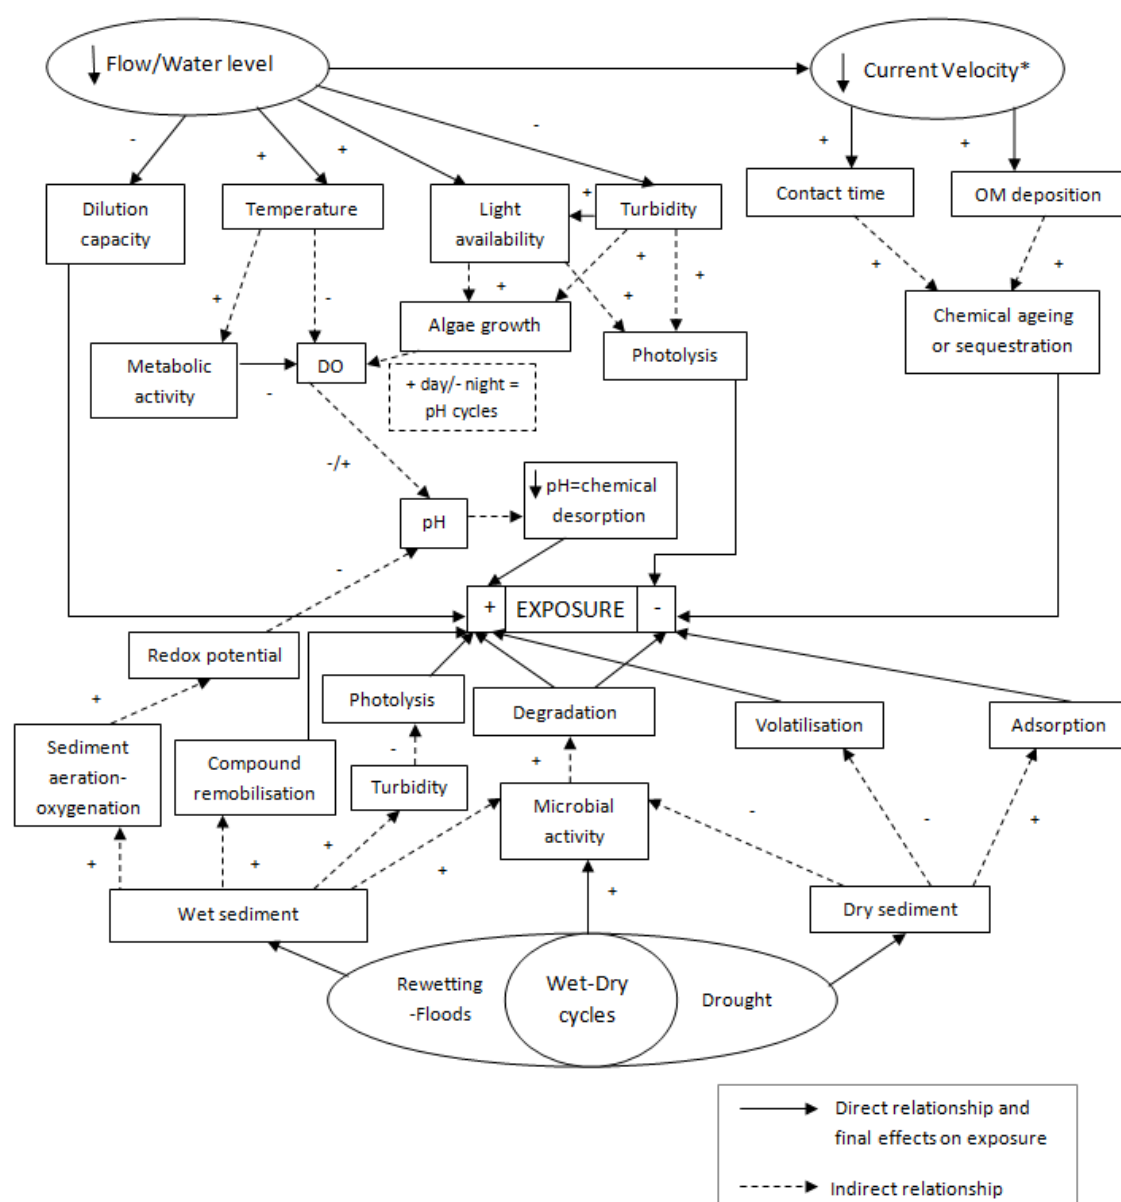 Flow/Water level
Current Velocity*
-
+
+
-
+
+
Dilution
capacity
Temperature
Light
availability
+
Turbidity
Contact time
OM deposition
+
-
+
+
+
+
+
+
Metabolic
activity
-
DO
Algae growth
Photolysis
Chemical ageing
or sequestration
+ day/- night =
pH cycles
-/+
pH
pH=chemical
desorption
-
+ EXPOSURE -
Redox potential
+
Photolysis
Degradation
Volatilisation
Adsorption
Sediment
aeration-
oxygenation
Compound
remobilisation
-
+
Turbidity
Microbial
activity
-
-
+
+
+
+
+
+
Wet sediment
Dry sediment
Rewetting
-Floods
Wet-Dry
cycles
Drought
Direct relationship and
final effects on exposure
Indirect relationship